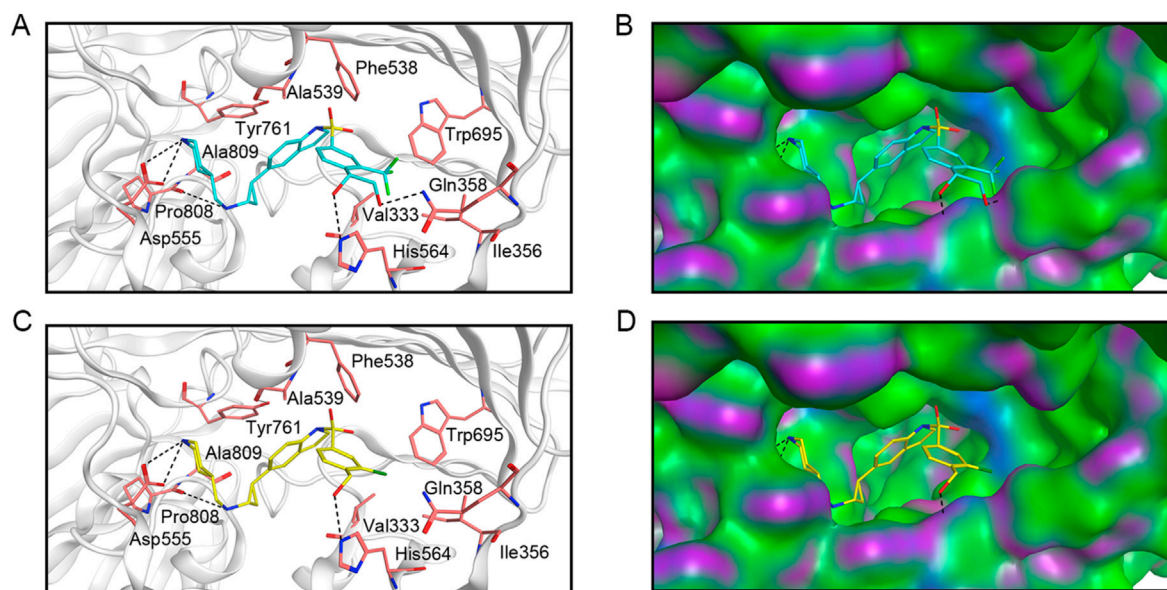 A
Phe538
Ala539
Tyr761
Trp695
Ala809
Gln358
Pro808
Val333
Asp555
His564
Ile356
B
C
Phe538
Ala539
Tyr761
Trp695
Ala809
Gln358
Pro808
Val333
Asp555
His564
Ile356
D